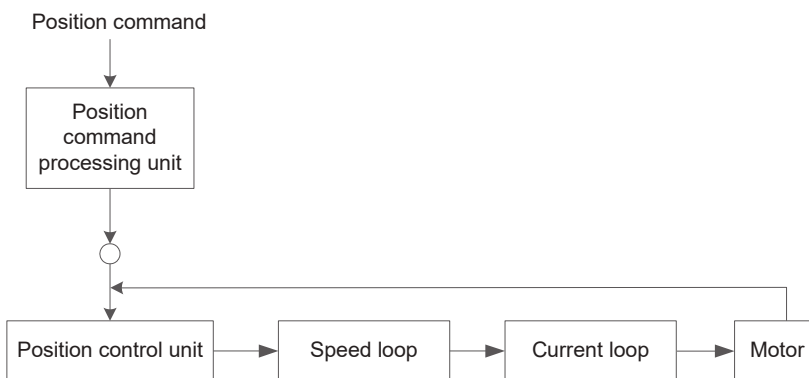 Position command
Position
command
processing unit
Position control unit
Speed loop
Current loop
Motor